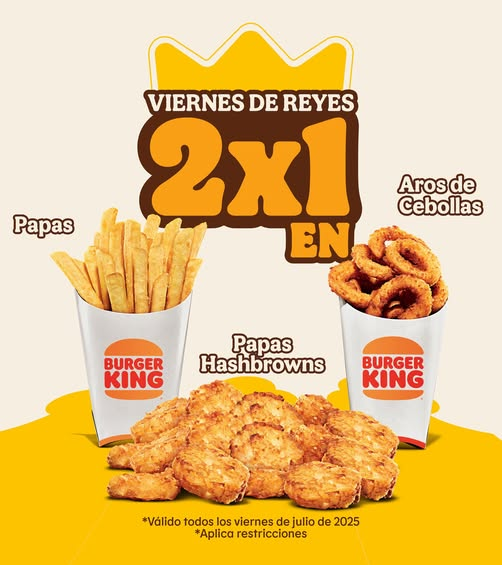 VIERNES DE REYES
2x1
EN
Aros de
Cebollas
Papas
Papas
Hashbrowns
BURGER
KING
BURGER
KING
*Válido todos los viernes de julio de 2025
*Aplica restricciones